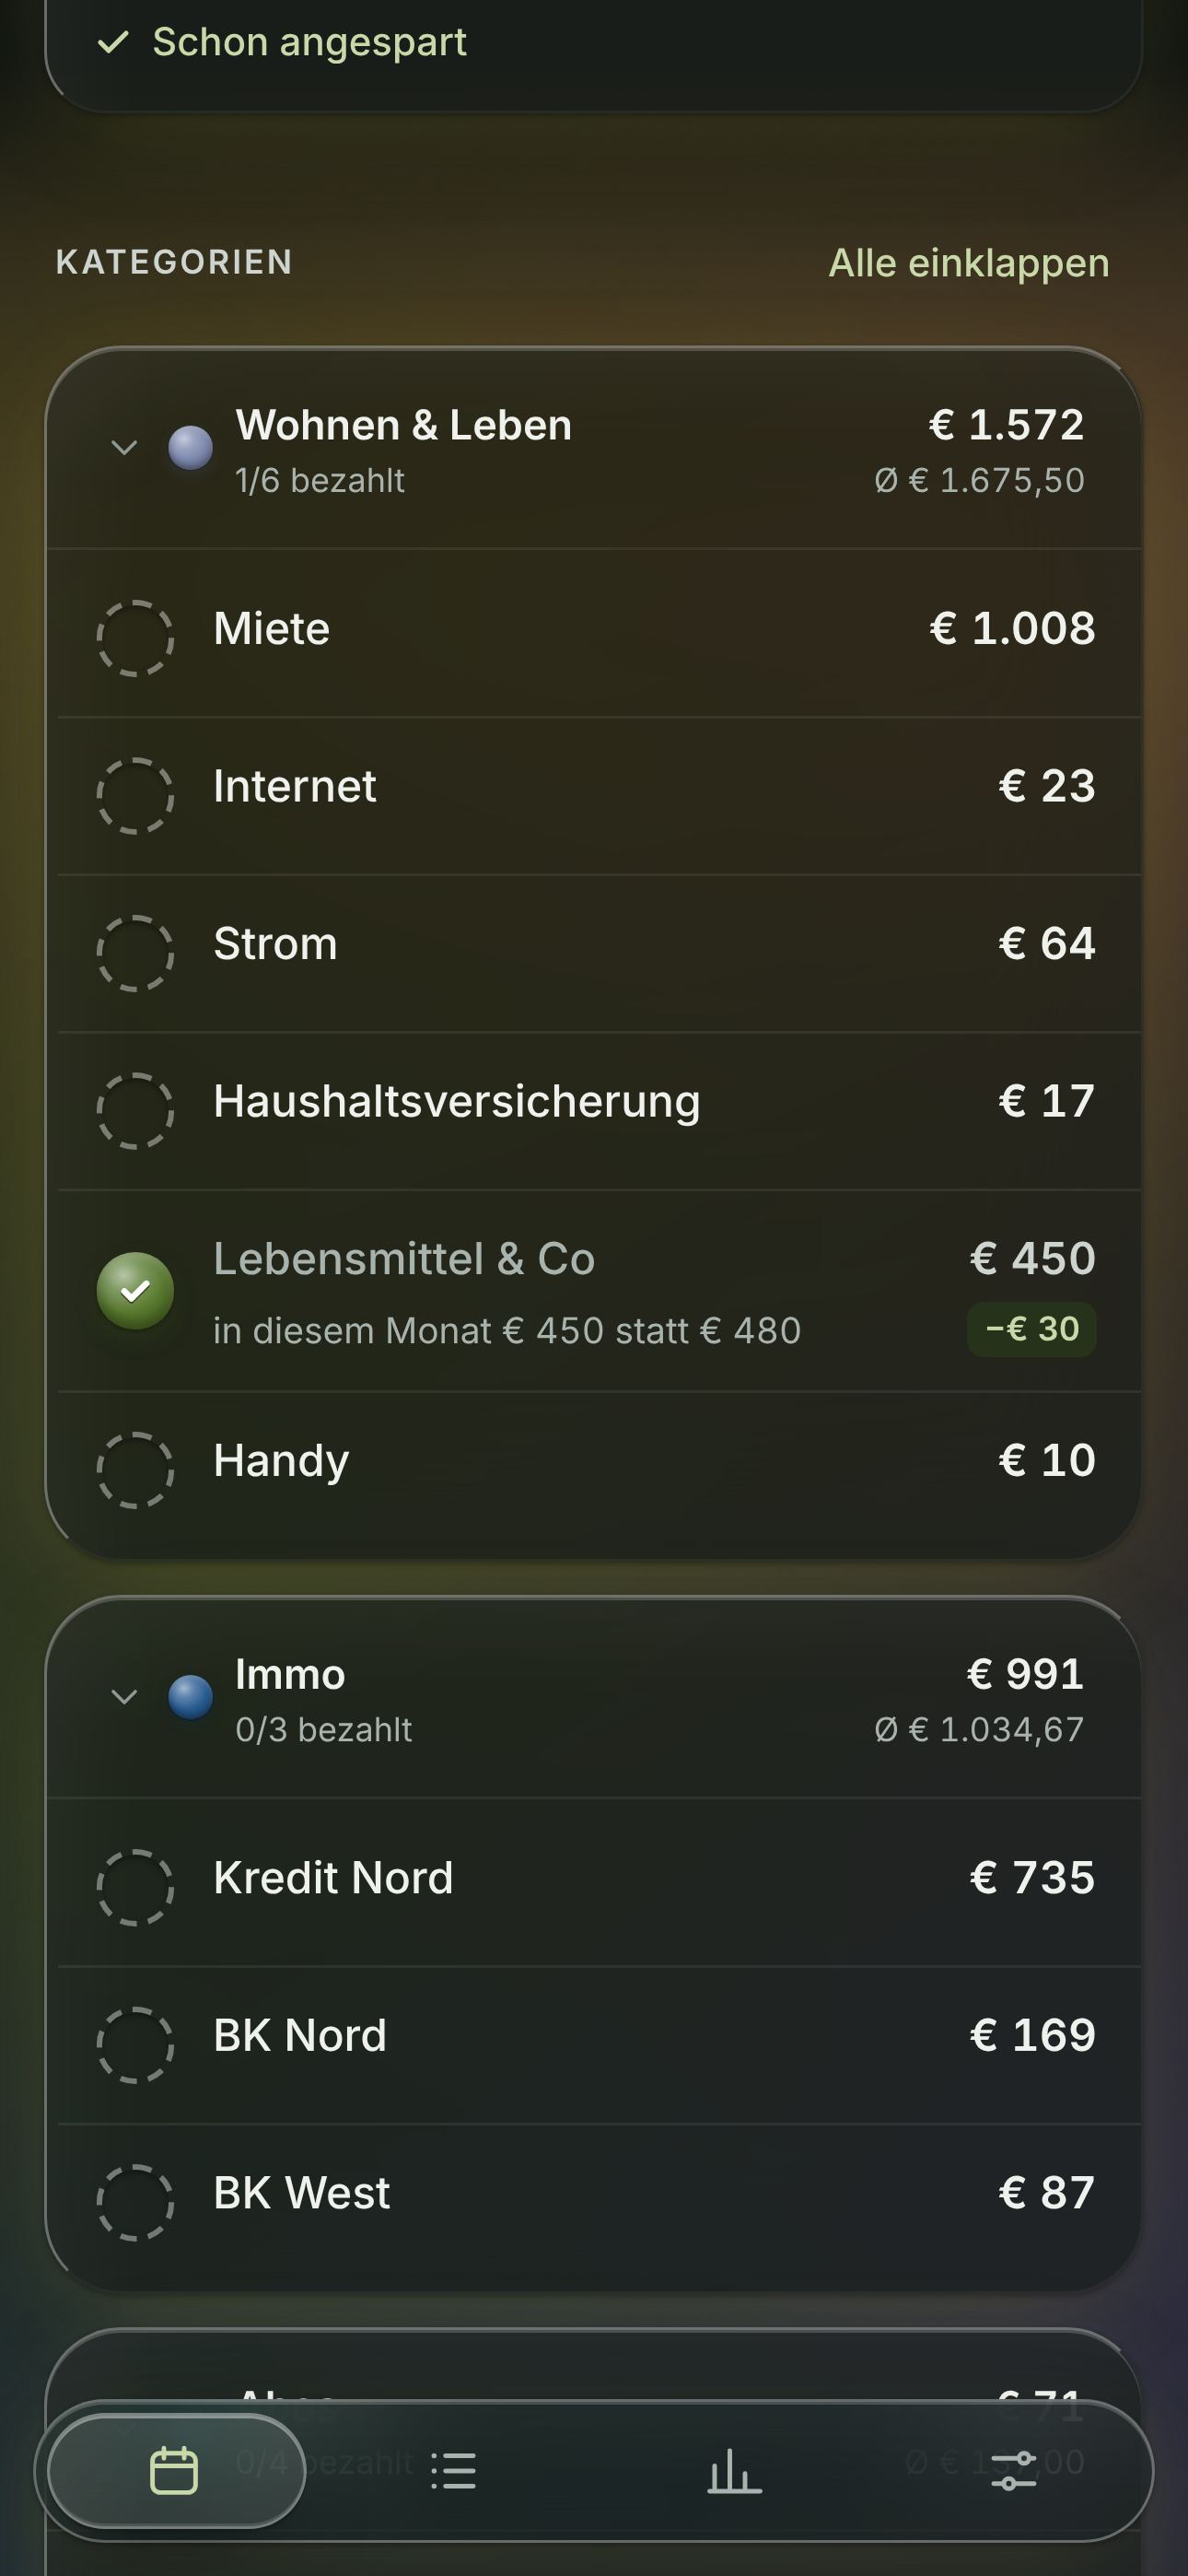 Schon angespart
KATEGORIEN
Alle einklappen
Wohnen & Leben
€ 1.572
1/6 bezahlt
Ø € 1.675,50
Miete
€ 1.008
Internet
€ 23
Strom
€ 64
Haushaltsversicherung
€ 17
Lebensmittel & Co
€ 450
in diesem Monat € 450 statt € 480
−€ 30
Handy
€ 10
Immo
€ 991
0/3 bezahlt
Ø € 1.034,67
Kredit Nord
€ 735
BK Nord
€ 169
BK West
€ 87
€ 71
0/4 bezahlt